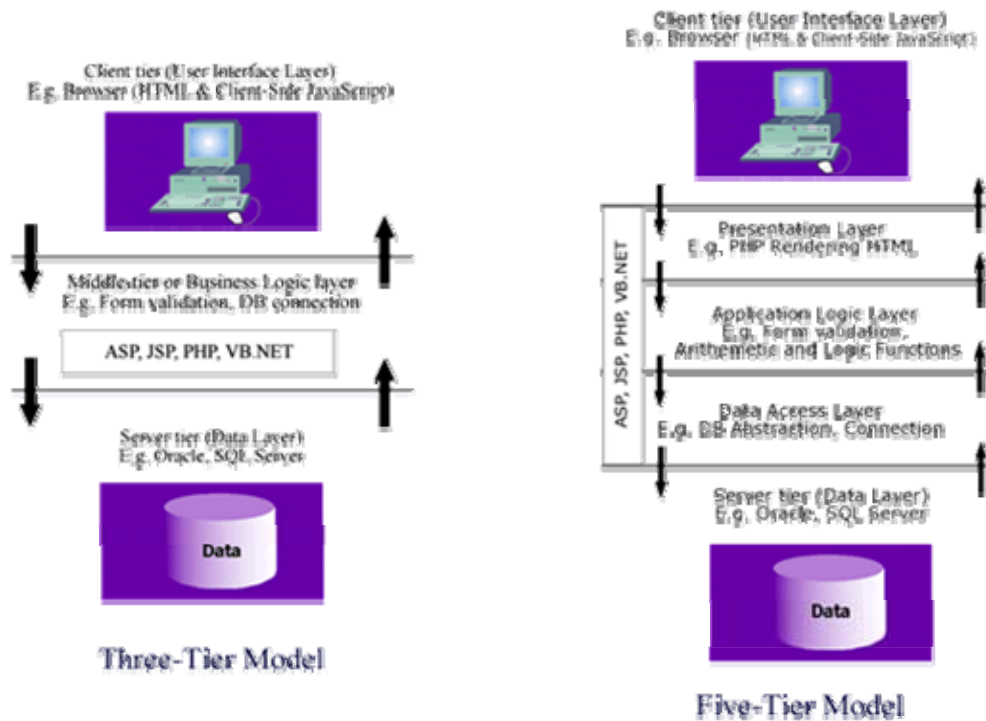 Client tiers (User Interface Layer)
E.g. Browser (HTML & Client-Side JavaScript)
Middle tier or Business Logic layer
E.g. Form validation, DB connection
ASP, JSP, PHP, VB.NET
Server tier (Data Layer)
E.g. Oracle, SQL Server
Data
Three-Tier Model
Client tier (User Interface Layer)
E.g. Browser (HTML & Client-Side JavaScript)
ASP, JSP, PHP, VB.NET
Presentation Layer
E.g., PHP Rendering HTML
Application Logic Layer
E.g. Form validation,
Arithemetic and Logic Functions
Data Access Layer
E.g. DB Abstraction, Connection
Server tier (Data Layer)
E.g. Oracle, SQL Server
Data
Five-Tier Model